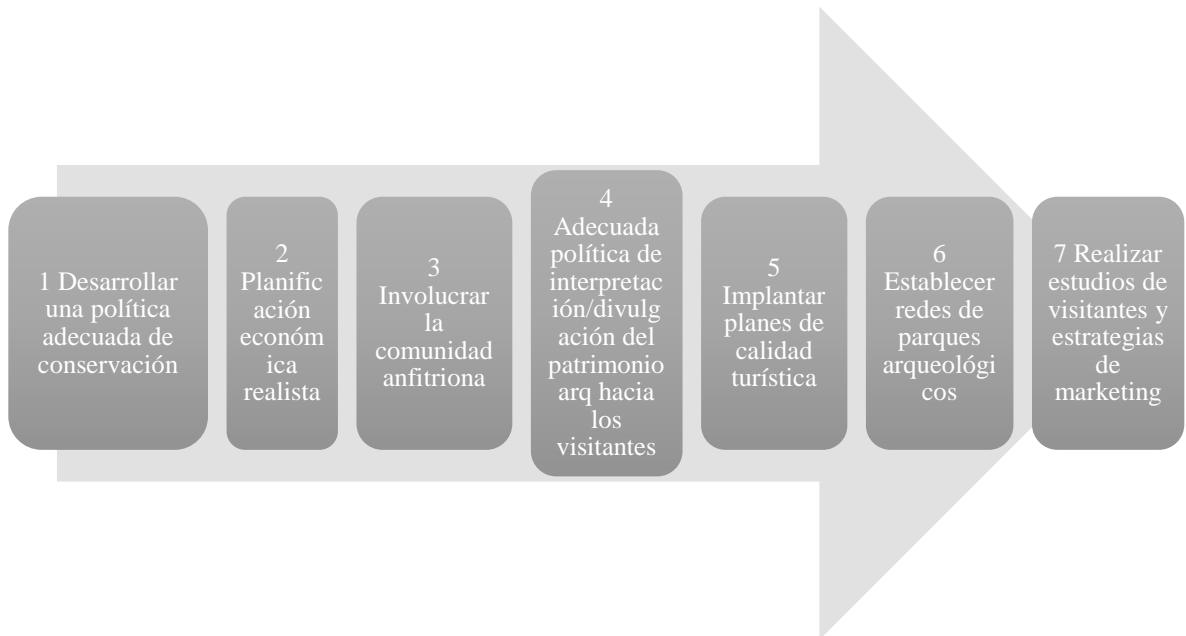 1 Desarrollar
una política
adecuada de
conservación
2
Planific
ación
económ
ica
realista
3
Involucrar
la
comunidad
anfitriona
4
Adecuada
política de
interpretac
ión/divulg
ación del
patrimonio
arq hacia
los
visitantes
5
Implantar
planes de
calidad
turística
6
Establecer
redes de
parques
arqueológi
cos
7 Realizar
estudios de
visitantes y
estrategias
de
marketing